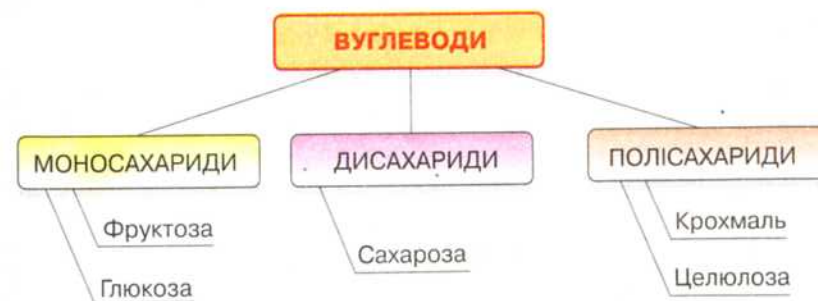 ВУГЛЕВОДИ
МОНОСАХАРИДИ
ДИСАХАРИДИ
ПОЛІСАХАРИДИ
Фруктоза
Глюкоза
Сахароза
Крохмаль
Целюлоза